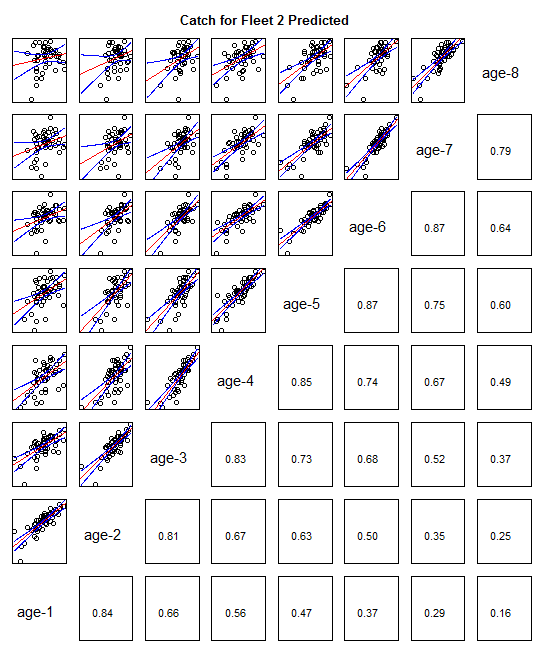 Catch for Fleet 2 Predicted
age-8
age-7 0.79
age-6 0.87 0.64
age-5 0.87 0.75 0.60
age-4 0.85 0.74 0.67 0.49
age-3 0.83 0.73 0.68 0.52 0.37
age-2 0.81 0.67 0.63 0.50 0.35 0.25
age-1 0.84 0.66 0.56 0.47 0.37 0.29 0.16